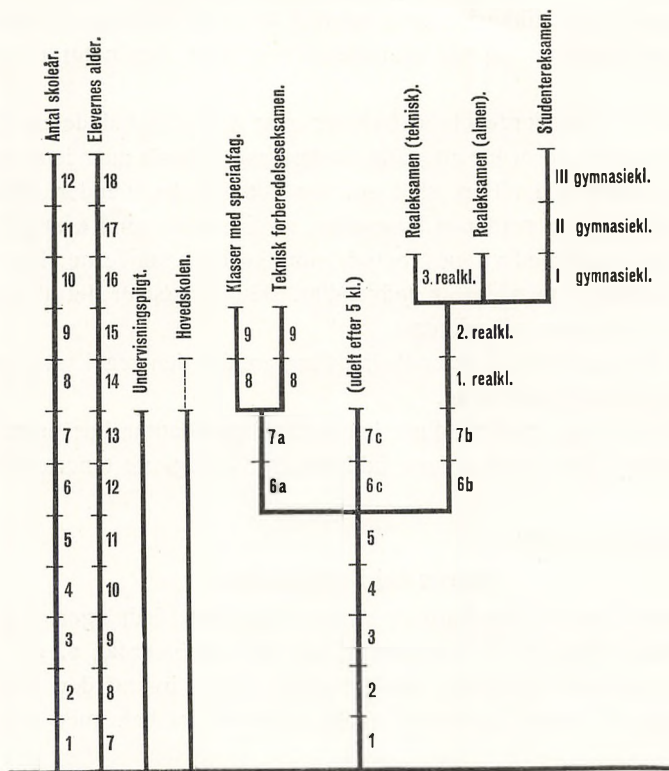 Antal skoleår.
12
11
10
9
8
7
6
5
4
3
2
1
Elevernes alder.
18
17
16
15
14
13
12
11
10
9
8
7
Undervisningspligt.
Hovedskolen.
Klasser med specialfag.
9
8
Teknisk forberedelseseksamen.
9
8
7a
6a
(udelt efter 5 kl.)
7c
6c
5
4
3
2
1
Realeksamen (teknisk).
Realeksamen (almen).
3. realkl.
2. realkl.
1. realkl.
7b
6b
Studentereksamen.
III gymnasiekl.
II gymnasiekl.
I gymnasiekl.